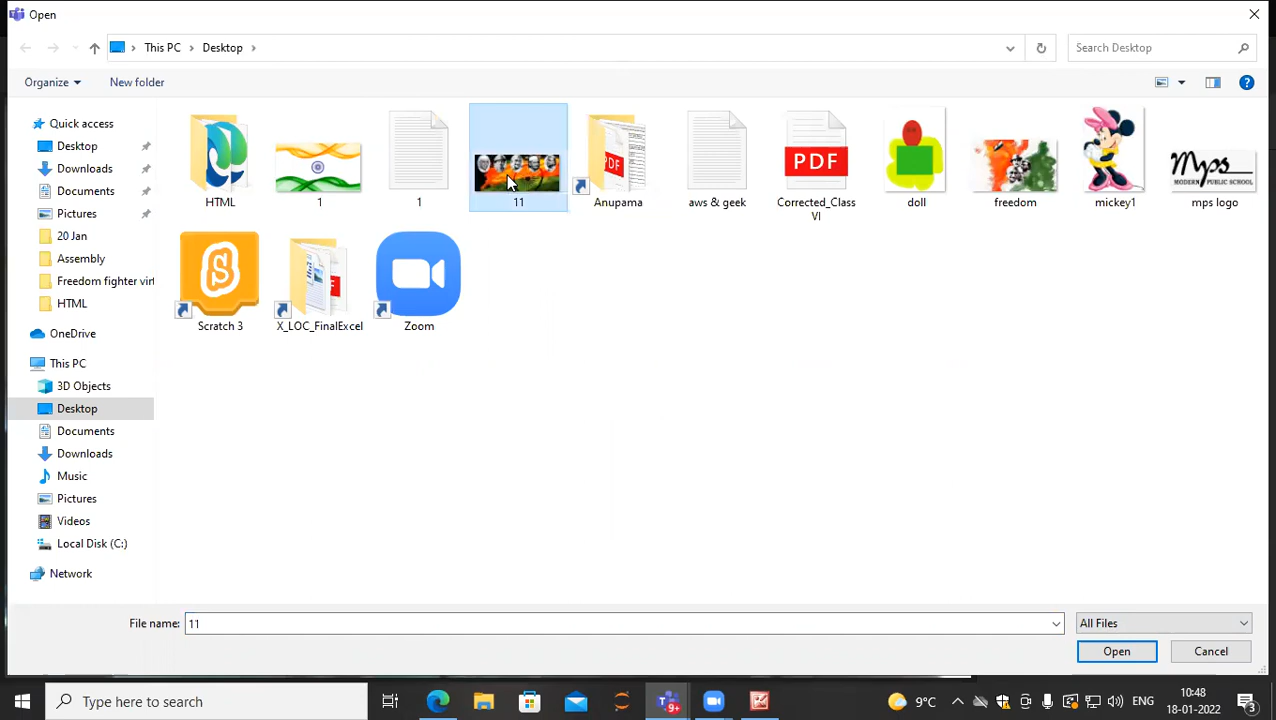 Open
This PC
Desktop
Search Desktop
Organize
New folder
Quick access
Desktop
Downloads
Documents
Pictures
20 Jan
Assembly
Freedom fighter virt
HTML
OneDrive
This PC
3D Objects
Desktop
Documents
Downloads
Music
Pictures
Videos
Local Disk (C:)
Network
HTML
1
1
11
PDF
Anupama
aws & geek
PDF
Corrected_Class
VI
doll
freedom
mickey1
mps
MODERN PUBLIC SCHOOL
mps logo
S
Scratch 3
X_LOC_FinalExcel
Zoom
File name:
11
All Files
Open
Cancel
Type here to search
9+
9°C
ENG
10:48
18-01-2022
3